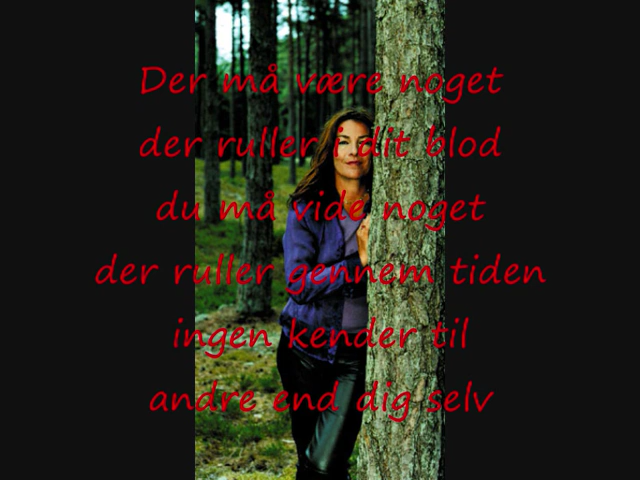 Der må være noget
der ruller i dit blod
du må vide noget
der ruller gennem tiden
ingen kender til
andre end dig selv